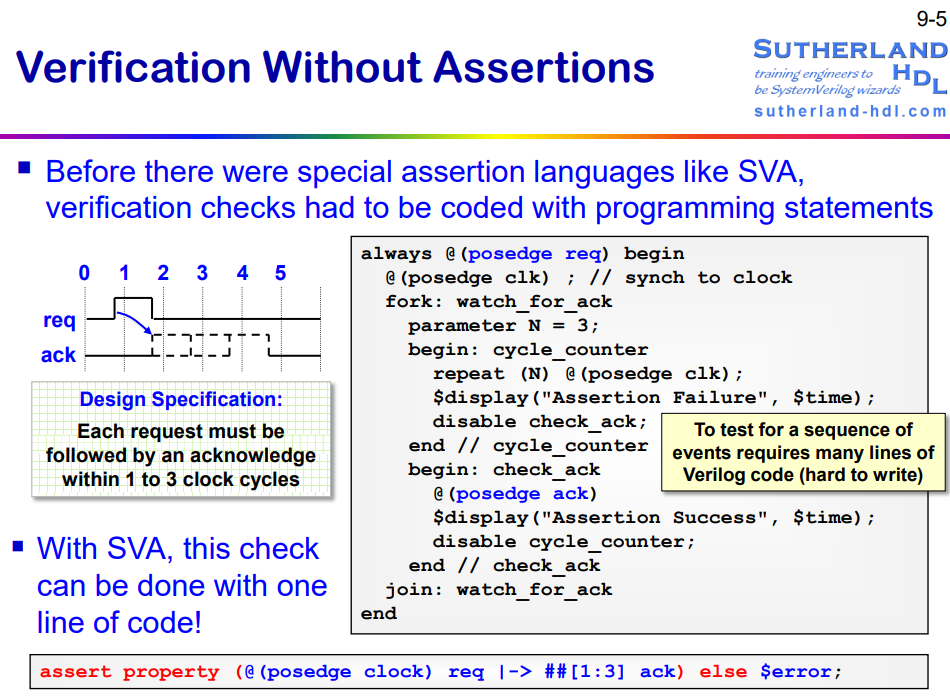 9-5
Verification Without Assertions
SUTHERLAND
training engineers to
HDL
be SystemVerilog wizards
sutherland-hdl.com
Before there were special assertion languages like SVA,
verification checks had to be coded with programming statements
0 1 2 3 4 5
req
ack
Design Specification:
Each request must be
followed by an acknowledge
within 1 to 3 clock cycles
With SVA, this check
can be done with one
line of code!
always @(posedge req) begin
@(posedge clk) ; // synch to clock
fork: watch_for_ack
parameter N = 3;
begin: cycle_counter
repeat (N) @(posedge clk);
$display("Assertion Failure", $time);
disable check_ack;
end // cycle_counter
begin: check_ack
@(posedge ack)
$display("Assertion Success", $time);
disable cycle_counter;
end // check_ack
join: watch_for_ack
end
To test for a sequence of
events requires many lines of
Verilog code (hard to write)
assert property (@(posedge clock) req |-> ##[1:3] ack) else $error;